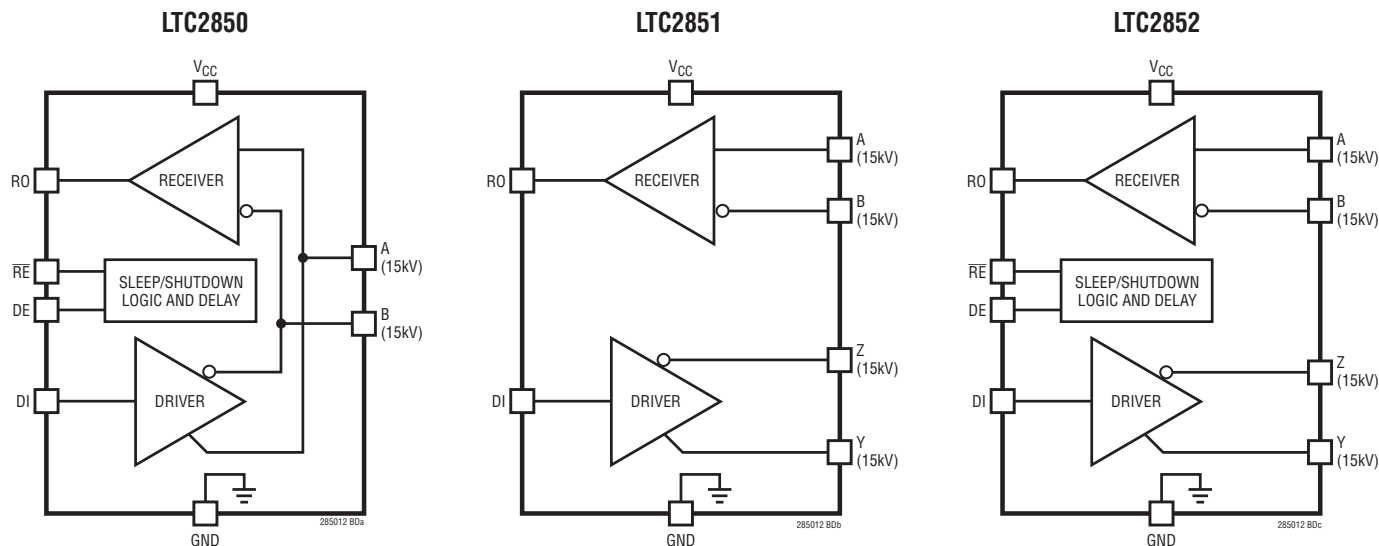 LTC2850
VCC
RECEIVER
RO
A
(15kV)
RE
SLEEP/SHUTDOWN
LOGIC AND DELAY
DE
B
(15kV)
DI
DRIVER
GND
285012 BDa
LTC2851
VCC
A
(15kV)
RECEIVER
RO
B
(15kV)
Z
(15kV)
DI
DRIVER
Y
(15kV)
GND
285012 BDb
LTC2852
VCC
A
(15kV)
RECEIVER
RO
B
(15kV)
RE
SLEEP/SHUTDOWN
LOGIC AND DELAY
DE
Z
(15kV)
DI
DRIVER
Y
(15kV)
GND
285012 BDc